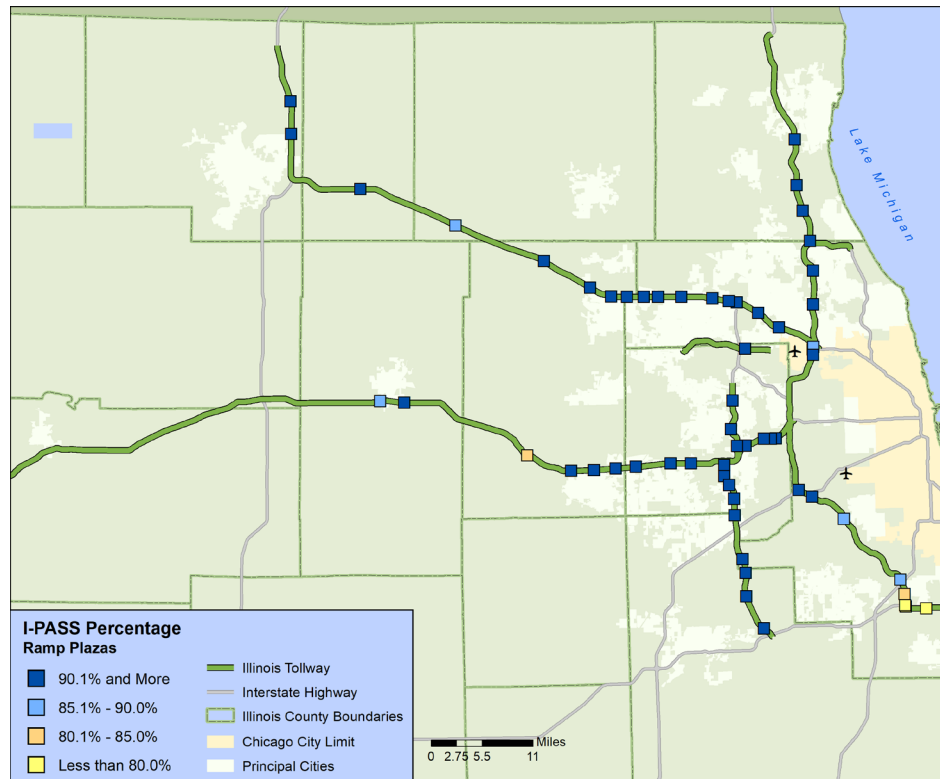 Lake Michigan
I-PASS Percentage
Ramp Plazas
90.1% and More
85.1% - 90.0%
80.1% - 85.0%
Less than 80.0%
Illinois Tollway
Interstate Highway
Illinois County Boundaries
Chicago City Limit
Principal Cities
Miles
0 2.75 5.5 11